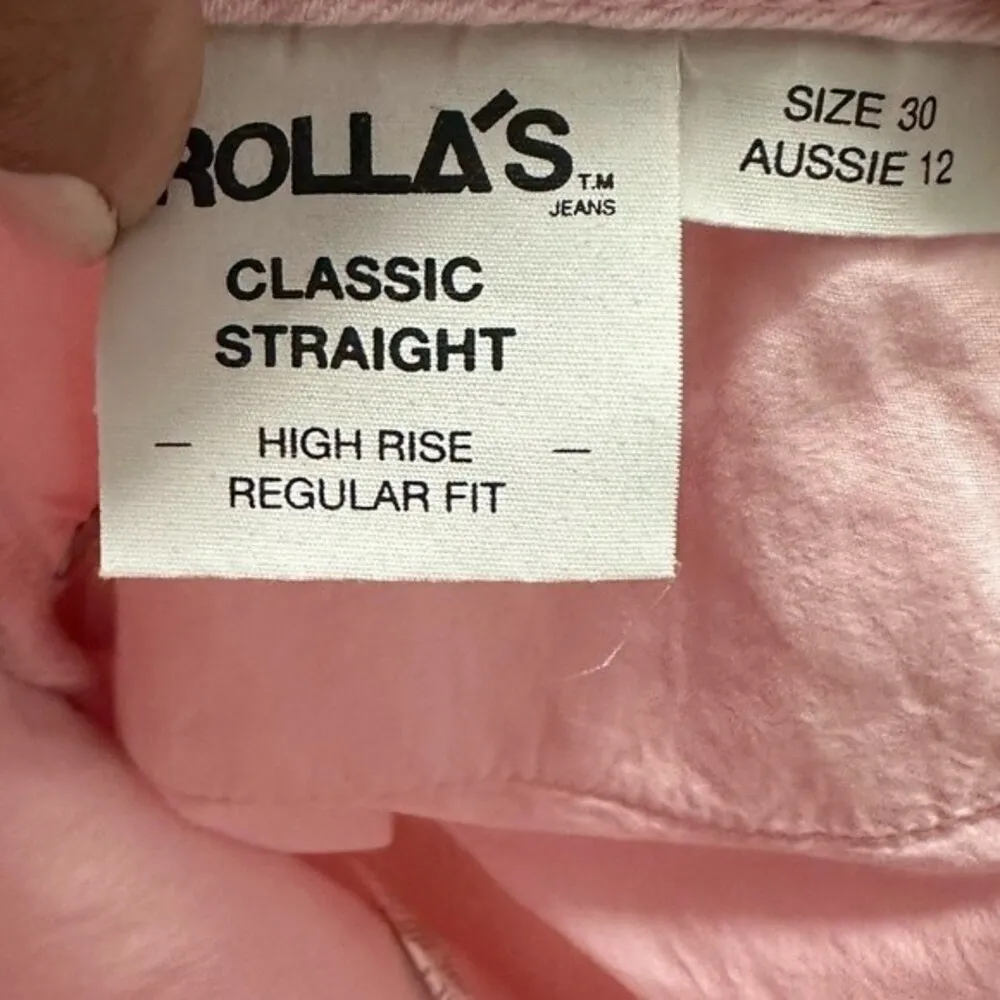 ROLLA'S
T.M
JEANS
CLASSIC
STRAIGHT
— HIGH RISE —
REGULAR FIT
SIZE 30
AUSSIE 12